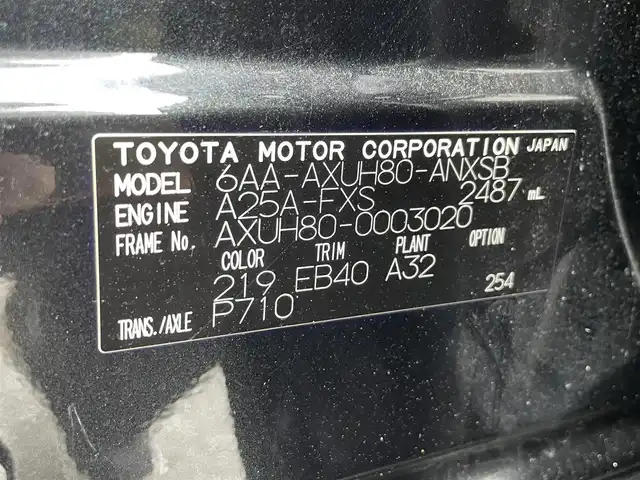 TOYOTA MOTOR CORPORATION JAPAN
MODEL 6AA-AXUH80-ANXSB
ENGINE A25A-FXS 2487 mL
FRAME No. AXUH80-0003020
COLOR TRIM PLANT OPTION
219 EB40 A32 254
TRANS./AXLE P710